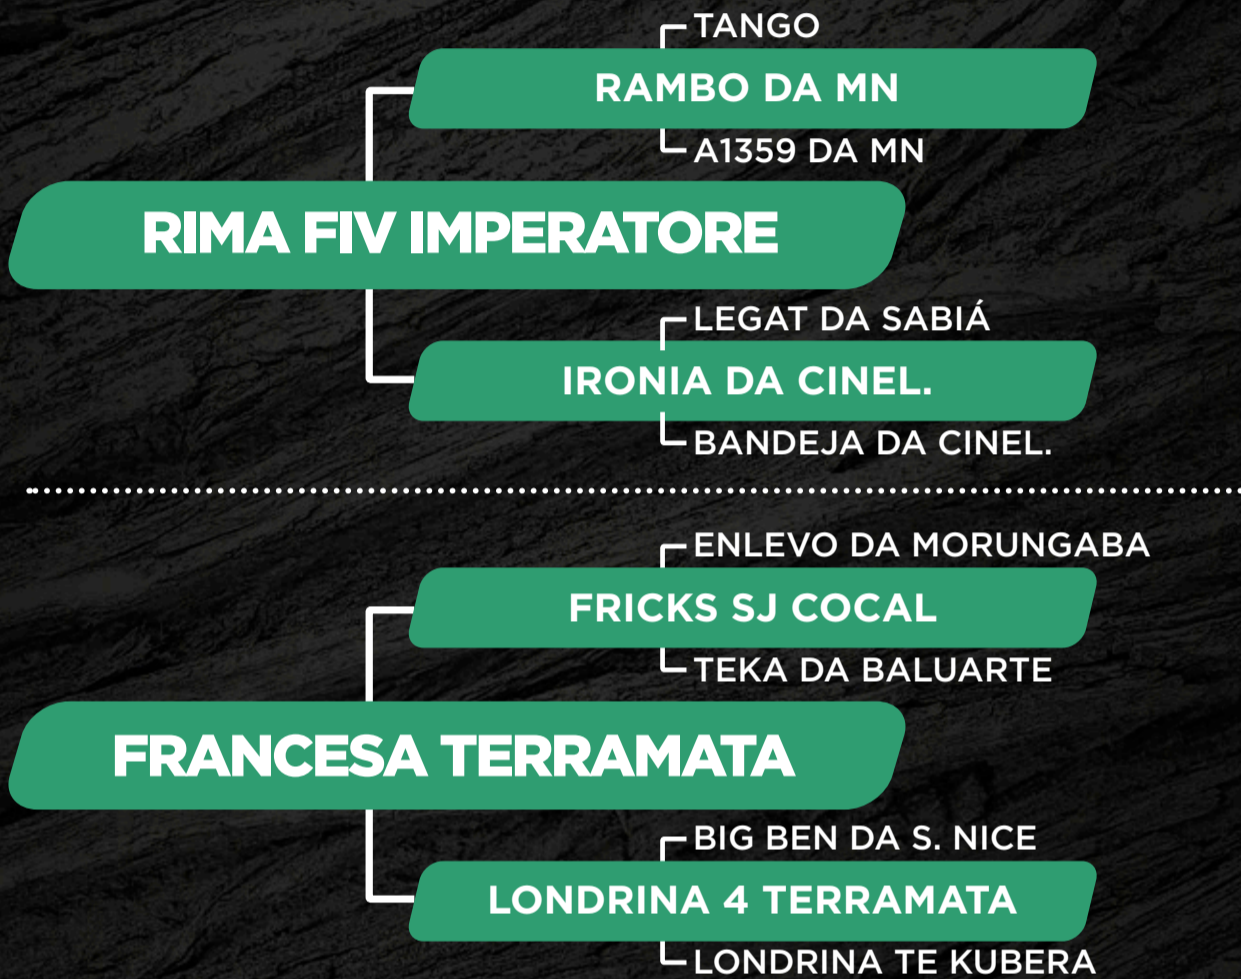 TANGO
RAMBO DA MN
A1359 DA MN
RIMA FIV IMPERATORE
LEGAT DA SABIÁ
IRONIA DA CINEL.
BANDEJA DA CINEL.
ENLEVO DA MORUNGABA
FRICKS SJ COCAL
TEKA DA BALUARTE
FRANCESA TERRAMATA
BIG BEN DA S. NICE
LONDRINA 4 TERRAMATA
LONDRINA TE KUBERA